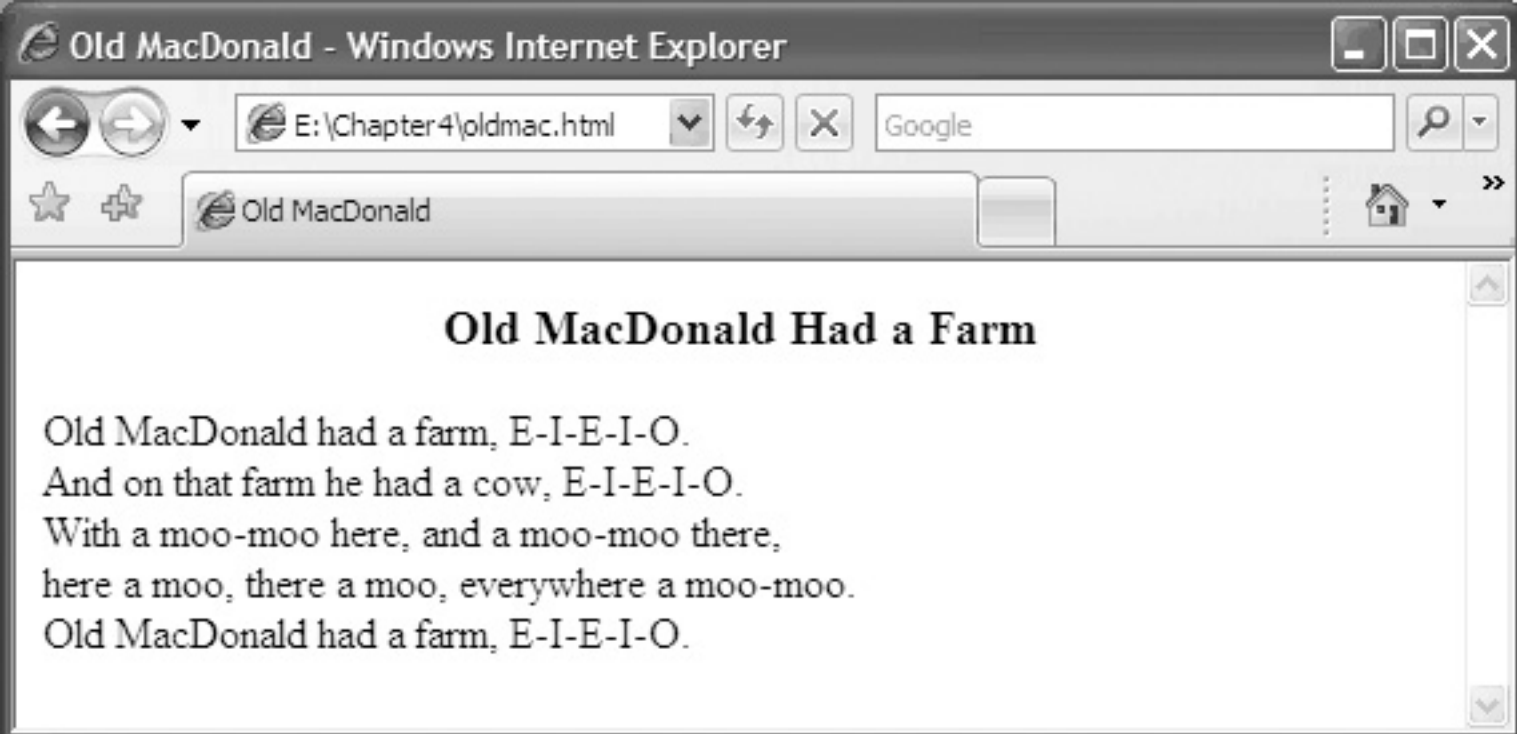 Old MacDonald - Windows Internet Explorer
E:\Chapter4\oldmac.html
Google
Old MacDonald
Old MacDonald Had a Farm
Old MacDonald had a farm, E-I-E-I-O.
And on that farm he had a cow, E-I-E-I-O.
With a moo-moo here, and a moo-moo there,
here a moo, there a moo, everywhere a moo-moo.
Old MacDonald had a farm, E-I-E-I-O.